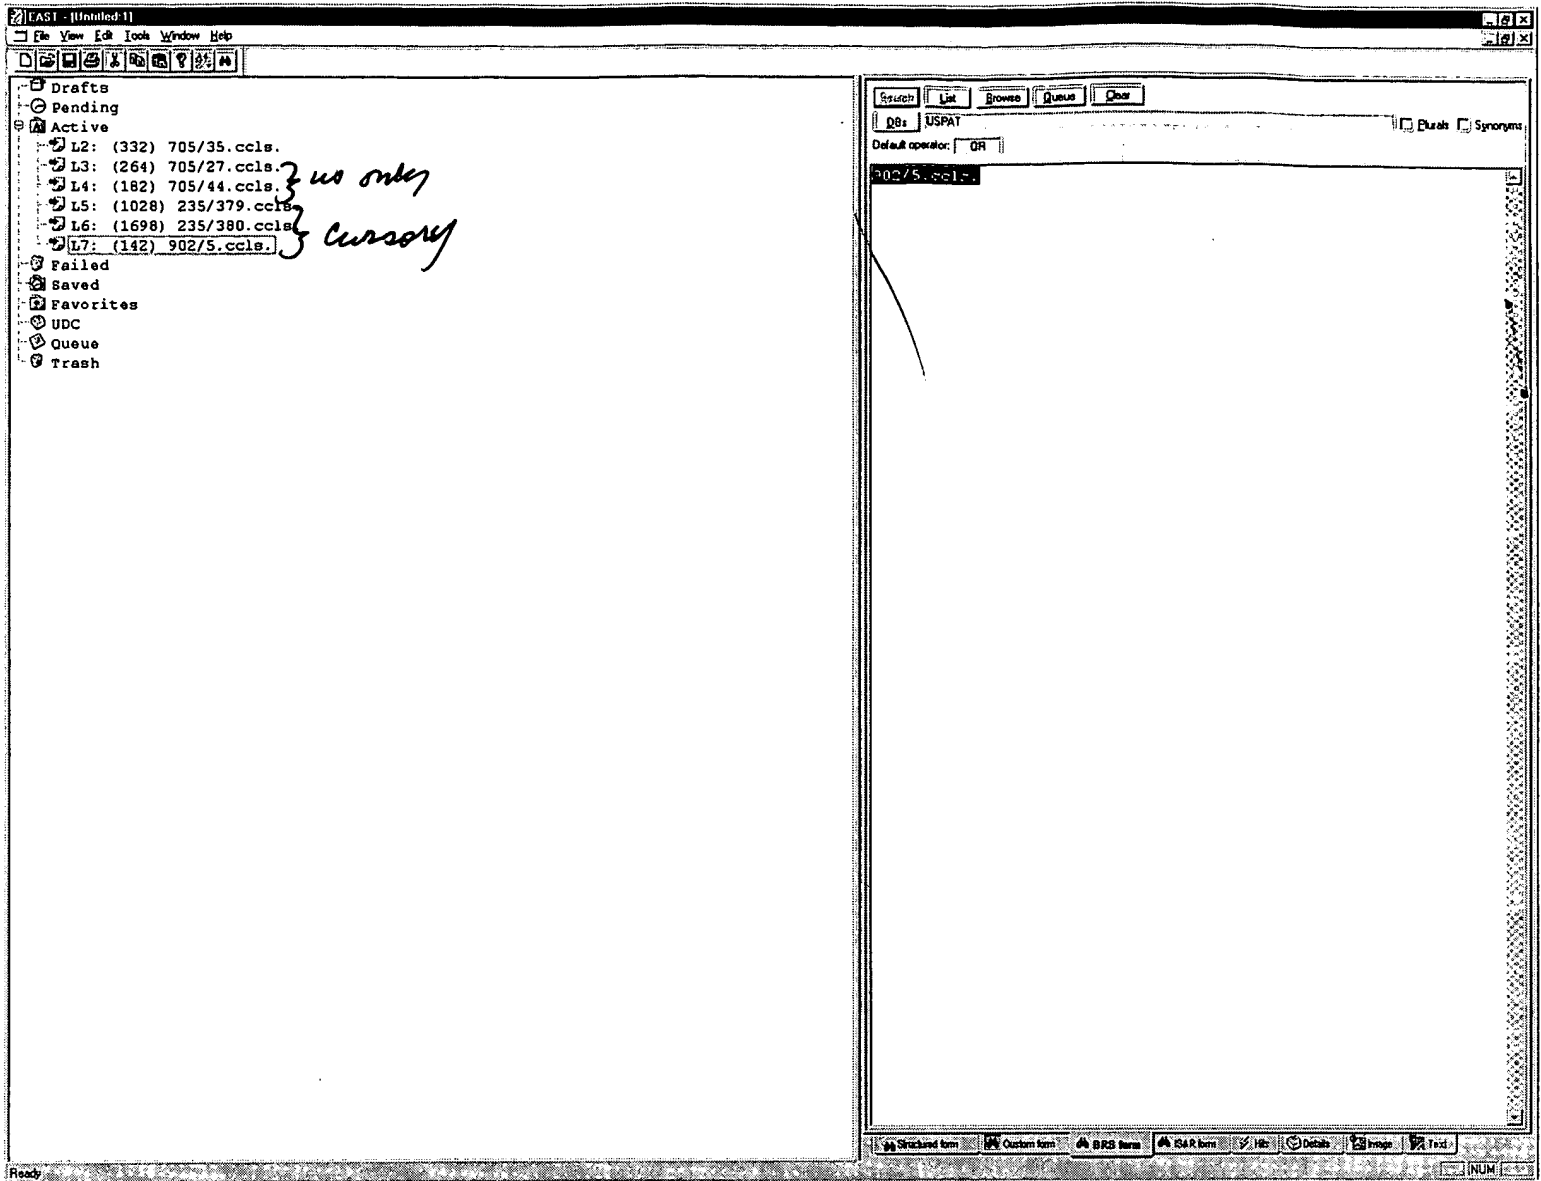 EAST - [Untitled:1]
File View Edit Tools Window Help
Drafts
Pending
Active
L2: (332) 705/35.ccls.
L3: (264) 705/27.ccls.
L4: (182) 705/44.ccls.
us only
L5: (1028) 235/379.ccls
L6: (1698) 235/380.ccls
L7: (142) 902/5.ccls.
cursory
Failed
Saved
Favorites
UDC
Queue
Trash
Search List Browse Queue Clear
DBs USPAT Plurals Synonyms
Default operator: OR
902/5.ccls.
Structured form Custom form BRS form IS&R form Hits Details Image Text
Ready NUM